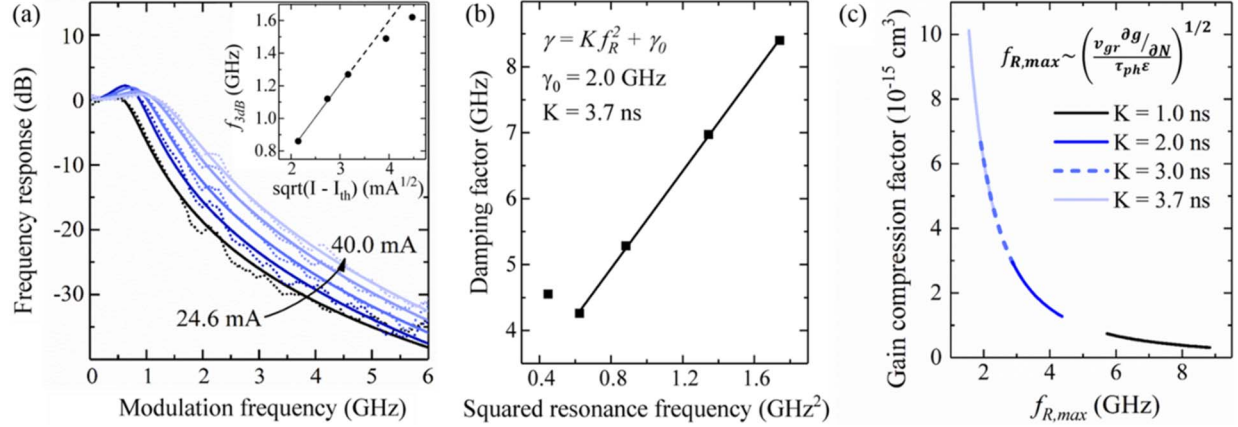 (a)
10
0
-10
-20
-30
0 1 2 3 4 5 6
Frequency response (dB)
Modulation frequency (GHz)
24.6 mA
40.0 mA
1.6
1.4
1.2
1.0
0.8
2 3 4
f3dB (GHz)
sqrt(I - Ith) (mA1/2)
(b)
γ = KfR2 + γ0
γ0 = 2.0 GHz
K = 3.7 ns
8
7
6
5
4
0.4 0.8 1.2 1.6
Damping factor (GHz)
Squared resonance frequency (GHz2)
(c)
fR,max~(vgr ∂g/∂N / τphε)1/2
K = 1.0 ns
K = 2.0 ns
K = 3.0 ns
K = 3.7 ns
10
8
6
4
2
0
2 4 6 8
Gain compression factor (10-15 cm3)
fR,max (GHz)